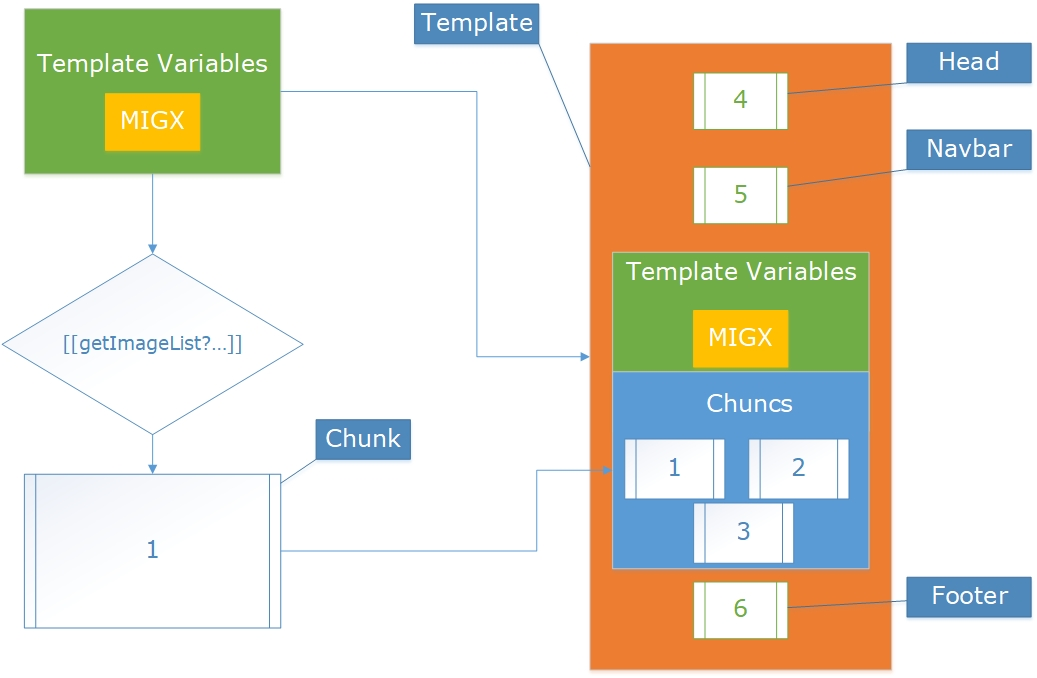 Template Variables
MIGX
[[getImageList?...]]
Chunk
1
Template
4
Head
5
Navbar
Template Variables
MIGX
Chuncs
1
2
3
6
Footer